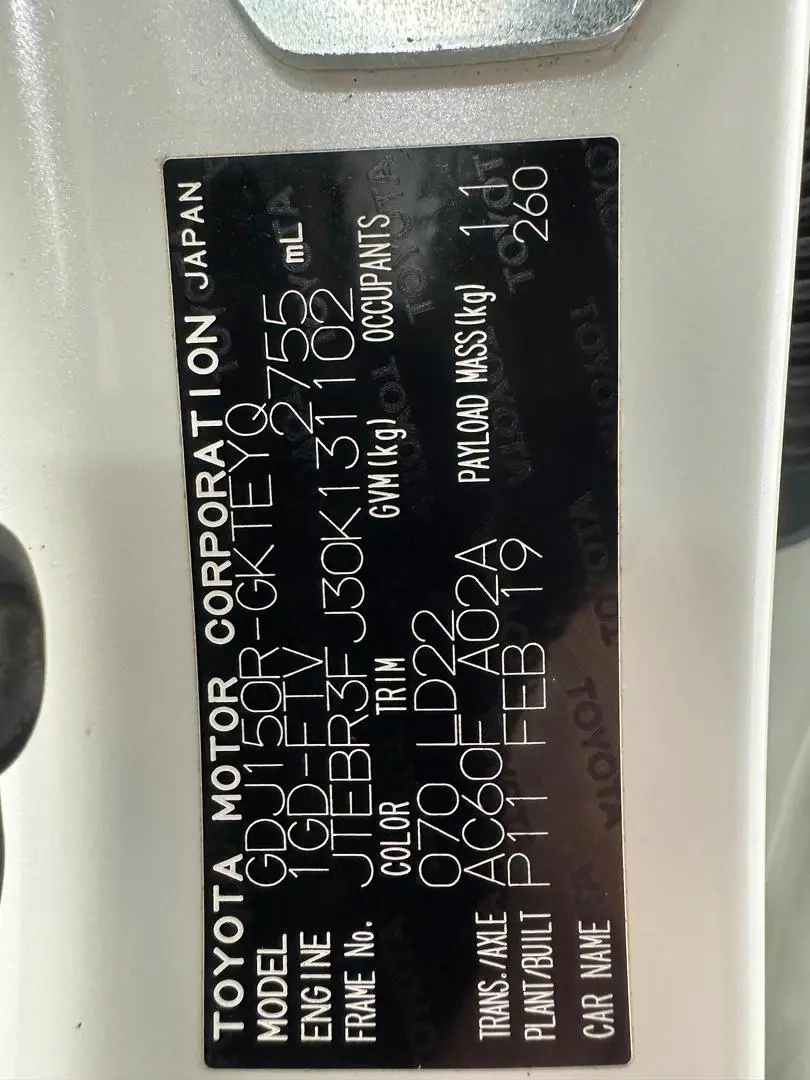 TOYOTA MOTOR CORPORATION JAPAN
MODEL GDJ150R-GKTEYQ
ENGINE 1GD-FTV 2755 mL
FRAME No. JTEBR3FJ30K131102
COLOR TRIM GVM(kg) OCCUPANTS
070 LD22
TRANS./AXLE AC60F A02A PAYLOAD MASS(kg) 11
PLANT/BUILT P11 FEB 19 260
CAR NAME